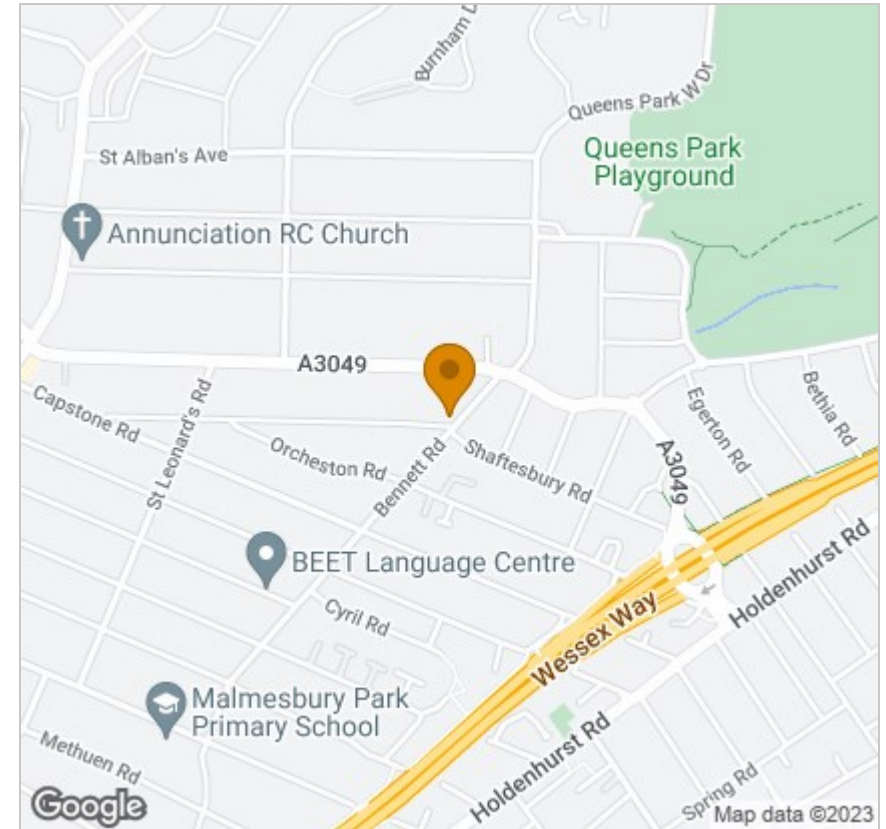 Burnham D
Queens Park W Dr
St Alban's Ave
Queens Park
Playground
Annunciation RC Church
A3049
Capstone Rd
St Leonard's Rd
Orcheston Rd
Bennett Rd
Shaftesbury Rd
A3049
Egerton Rd
Bethia Rd
BEET Language Centre
Cyril Rd
Wessex Way
Holdenhurst Rd
Malmesbury Park
Primary School
Methuen Rd
Holdenhurst Rd
Spring Rd
Google
Map data ©2023